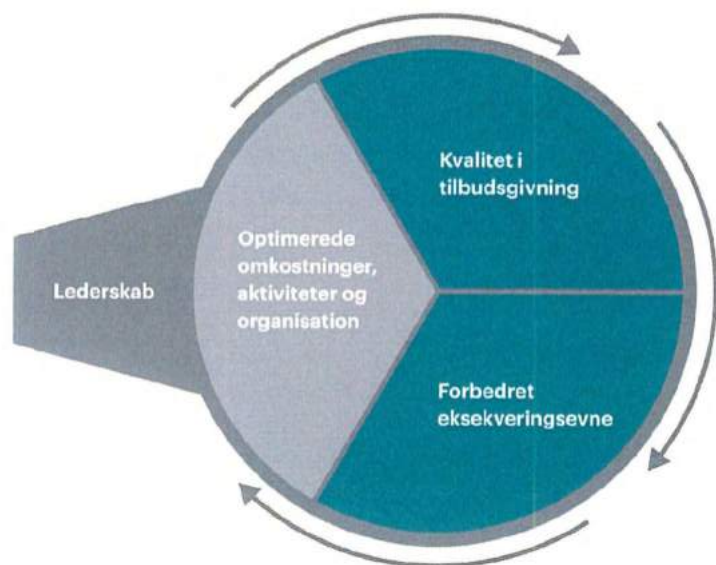 Kvalitet i
tilbudsgivning
Optimerede
omkostninger,
aktiviteter og
organisation
Lederskab
Forbedret
eksekveringsevne